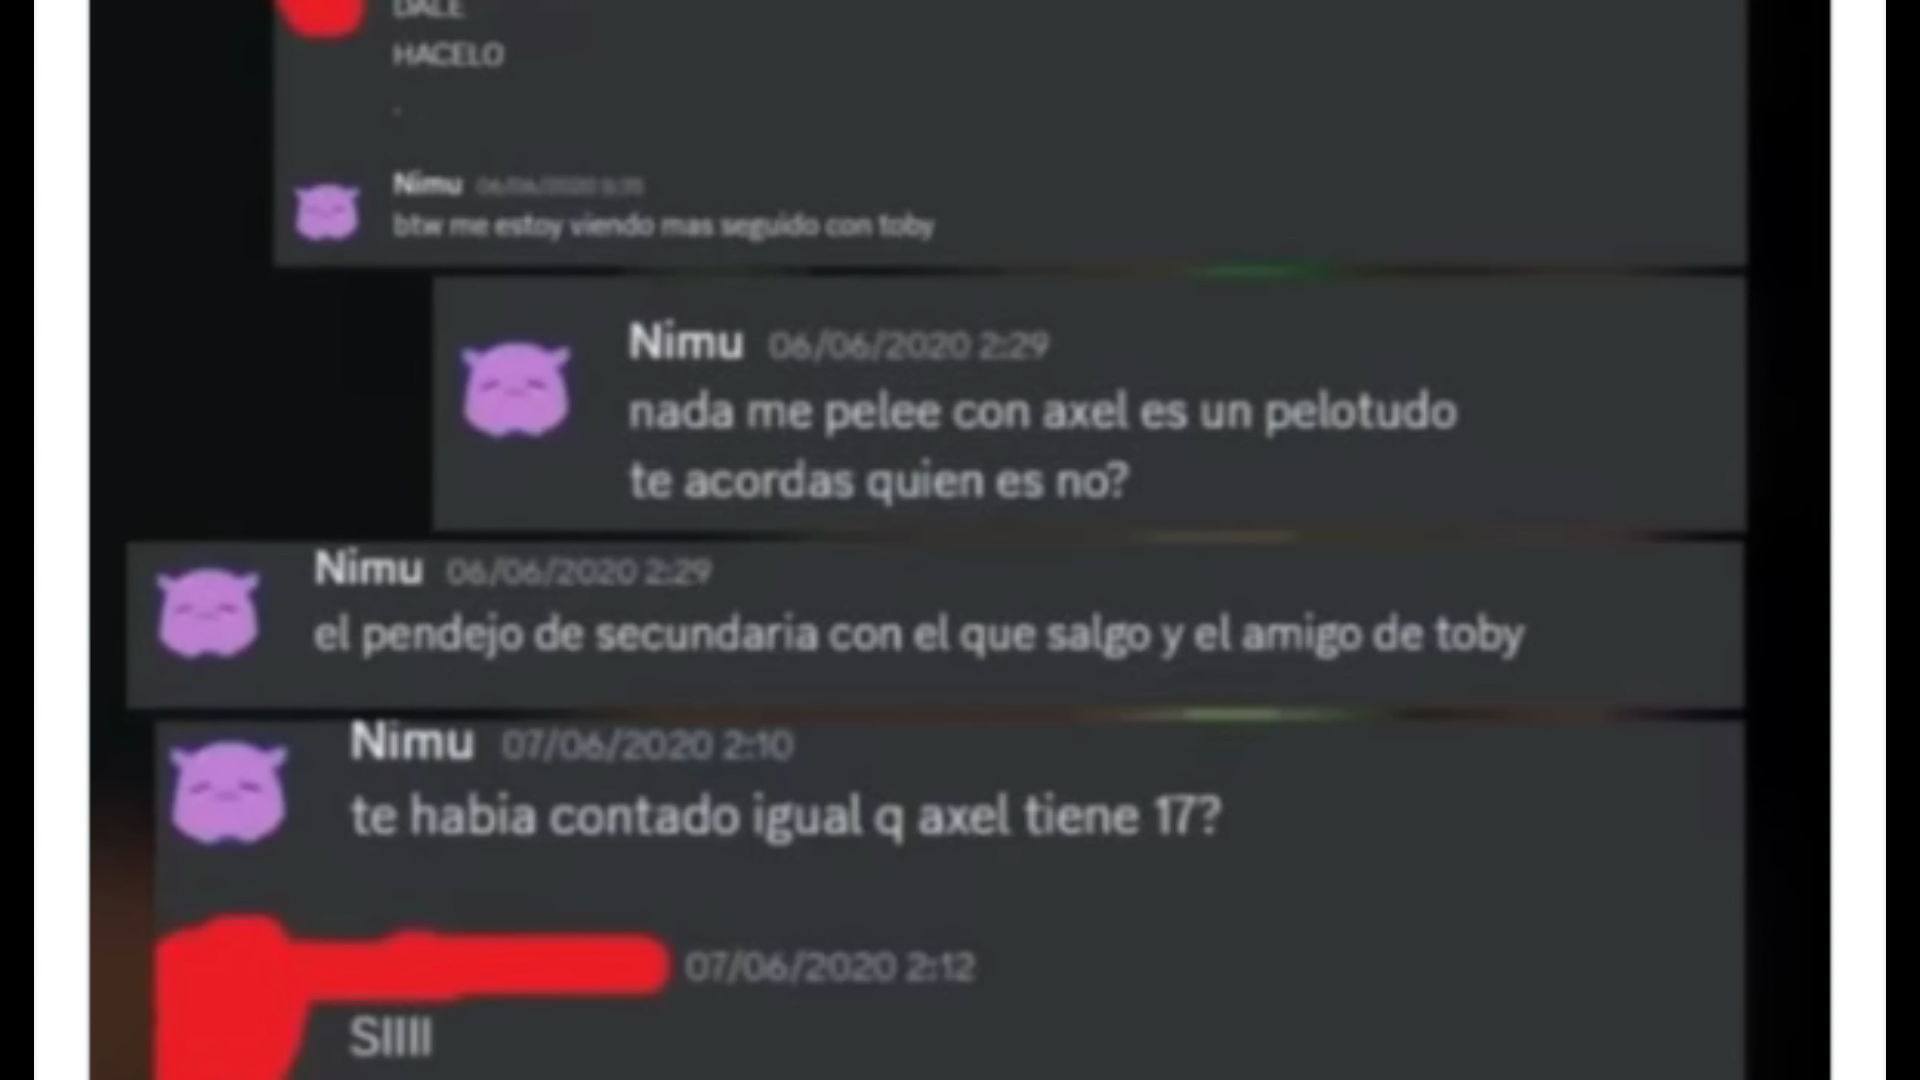 DALE
HACELO
.
Nimu
btw me estoy viendo mas seguido con toby
Nimu 06/06/2020 2:29
nada me pelee con axel es un pelotudo
te acordas quien es no?
Nimu 06/06/2020 2:29
el pendejo de secundaria con el que salgo y el amigo de toby
Nimu 07/06/2020 2:10
te habia contado igual q axel tiene 17?
07/06/2020 2:12
SIIII